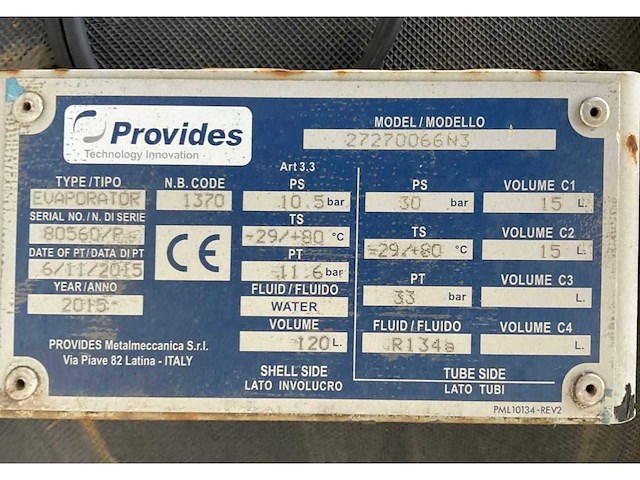 Provides
Technology Innovation
MODEL / MODELLO
27270066N3
Art 3.3
TYPE / TIPO
EVAPORATOR
N.B. CODE
1370
PS
10.5 bar
PS
30 bar
VOLUME C1
15 L.
SERIAL NO. / N. DI SERIE
80560/P
TS
-29/+80 °C
TS
-29/+80 °C
VOLUME C2
15 L.
DATE OF PT / DATA DI PT
6/11/2015
CE
PT
11.6 bar
PT
33 bar
VOLUME C3
L.
YEAR / ANNO
2015
FLUID / FLUIDO
WATER
FLUID / FLUIDO
R134a
VOLUME C4
L.
VOLUME
120 L.
PROVIDES Metalmeccanica S.r.l.
Via Piave 82 Latina - ITALY
SHELL SIDE
LATO INVOLUCRO
TUBE SIDE
LATO TUBI
PML10134-REV2